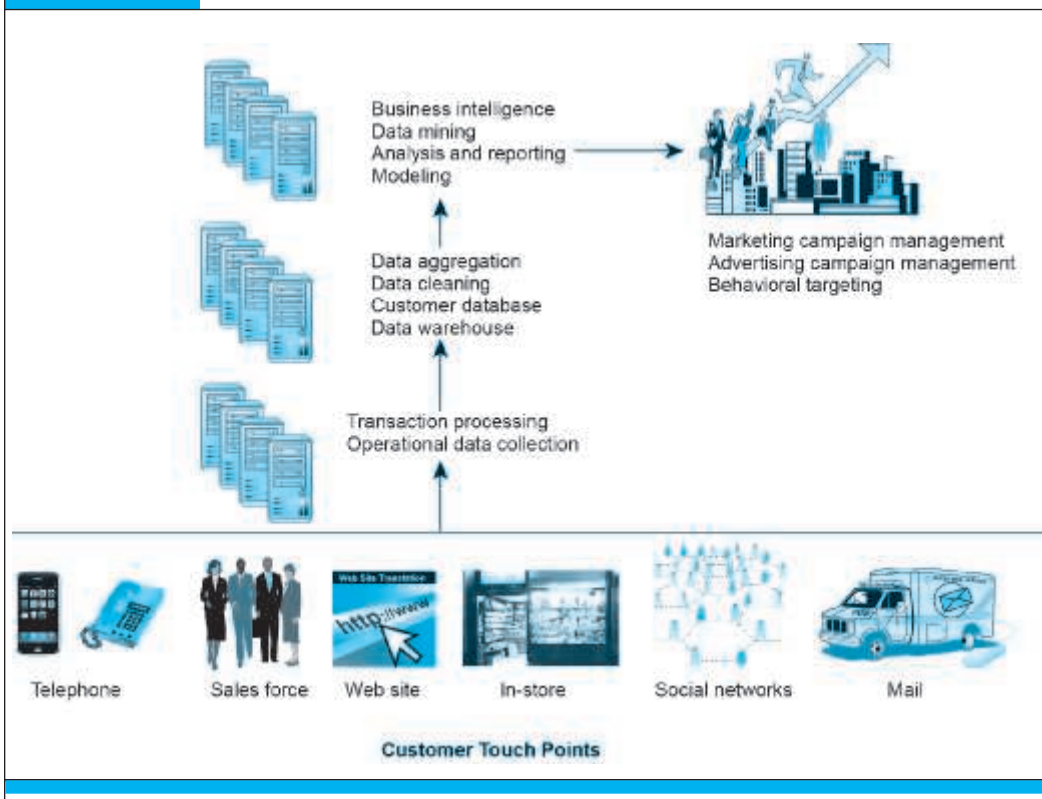 Business intelligence
Data mining
Analysis and reporting
Modeling
Marketing campaign management
Advertising campaign management
Behavioral targeting
Data aggregation
Data cleaning
Customer database
Data warehouse
Transaction processing
Operational data collection
Web Site Translation
http://www
Telephone
Sales force
Web site
In-store
Social networks
Mail
Customer Touch Points